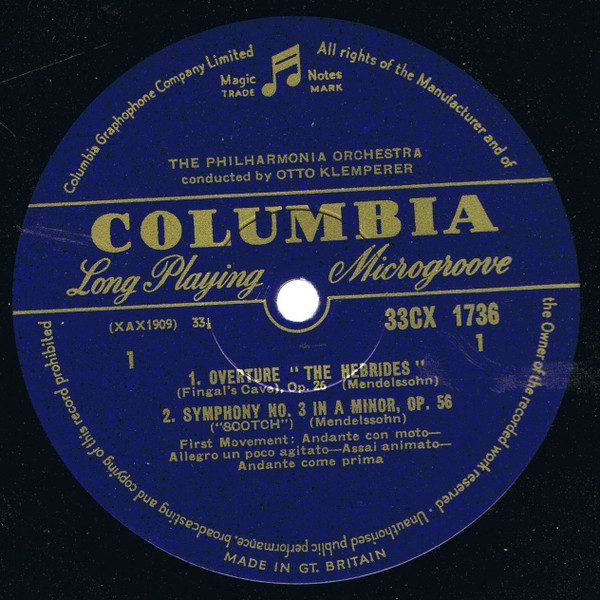 Columbia Graphophone Company Limited
All rights of the Manufacturer and of
the Owner of the recorded work reserved · Unauthorised public performance, broadcasting and copying of this record prohibited
Magic Notes
TRADE MARK
THE PHILHARMONIA ORCHESTRA
conducted by OTTO KLEMPERER
COLUMBIA
Long Playing Microgroove
(XAX1909) 33⅓
33CX 1736
1 1
1. OVERTURE "THE HEBRIDES"
(Fingal's Cave), Op. 26 (Mendelssohn)
2. SYMPHONY NO. 3 IN A MINOR, OP. 56
("SCOTCH") (Mendelssohn)
First Movement: Andante con moto—
Allegro un poco agitato—Assai animato—
Andante come prima
MADE IN GT. BRITAIN